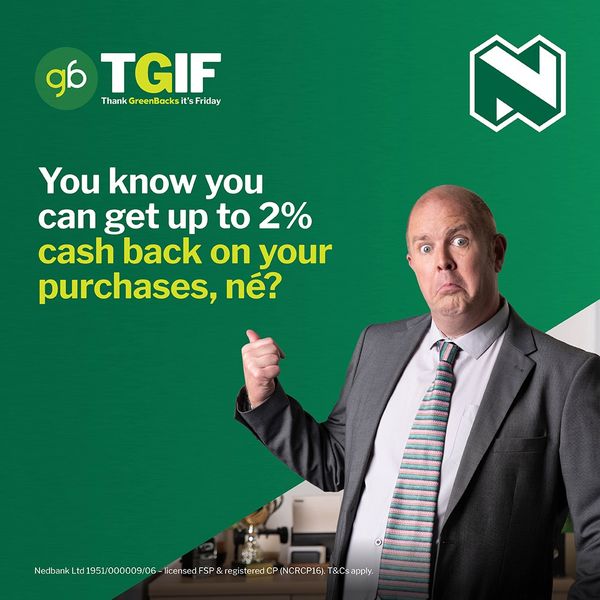 gb TGIF
Thank GreenBacks it's Friday
N
You know you
can get up to 2%
cash back on your
purchases, né?
Nedbank Ltd 1951/000009/06 – licensed FSP & registered CP (NCRCP16). T&Cs apply.